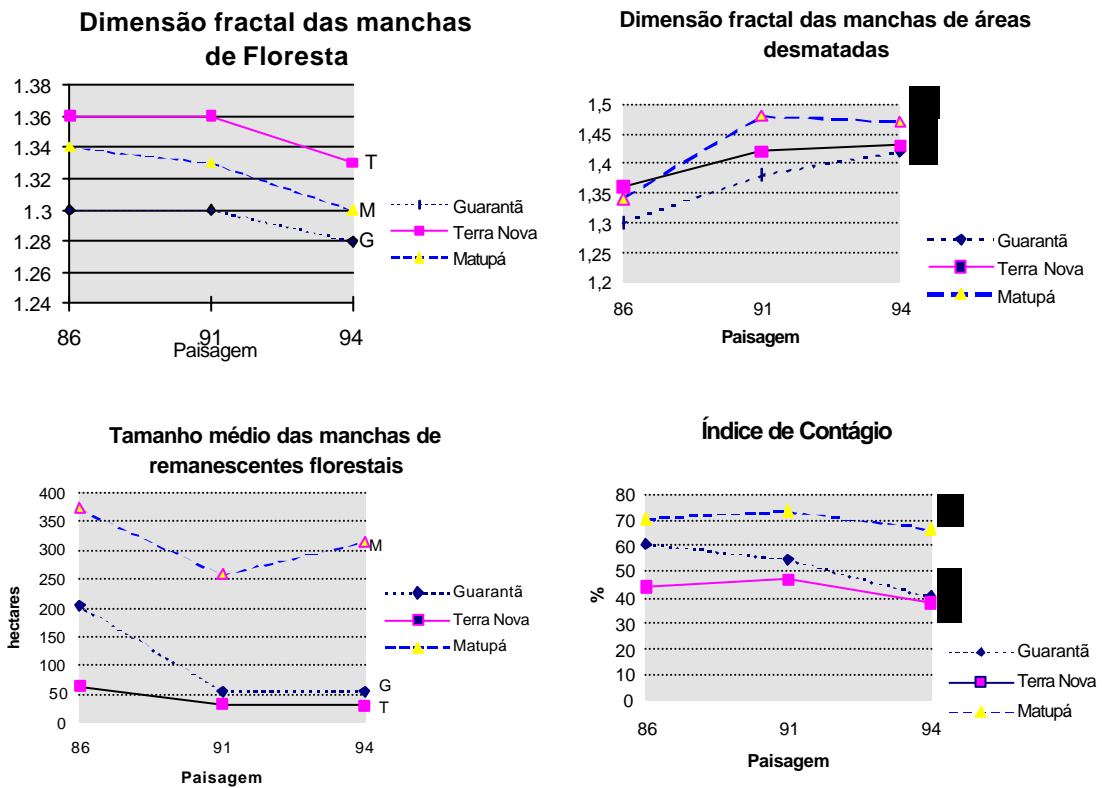 Dimensão fractal das manchas
de Floresta
1.38
1.36
1.34
1.32
1.3
1.28
1.26
1.24
86
91
94
Paisagem
T
M
G
Guarantã
Terra Nova
Matupá
Dimensão fractal das manchas de áreas
desmatadas
1,5
1,45
1,4
1,35
1,3
1,25
1,2
86
91
94
Paisagem
Guarantã
Terra Nova
Matupá
Tamanho médio das manchas de
remanescentes florestais
hectares
400
350
300
250
200
150
100
50
0
86
91
94
Paisagem
M
G
T
Guarantã
Terra Nova
Matupá
Índice de Contágio
%
80
70
60
50
40
30
20
10
0
86
91
94
Paisagem
Guarantã
Terra Nova
Matupá